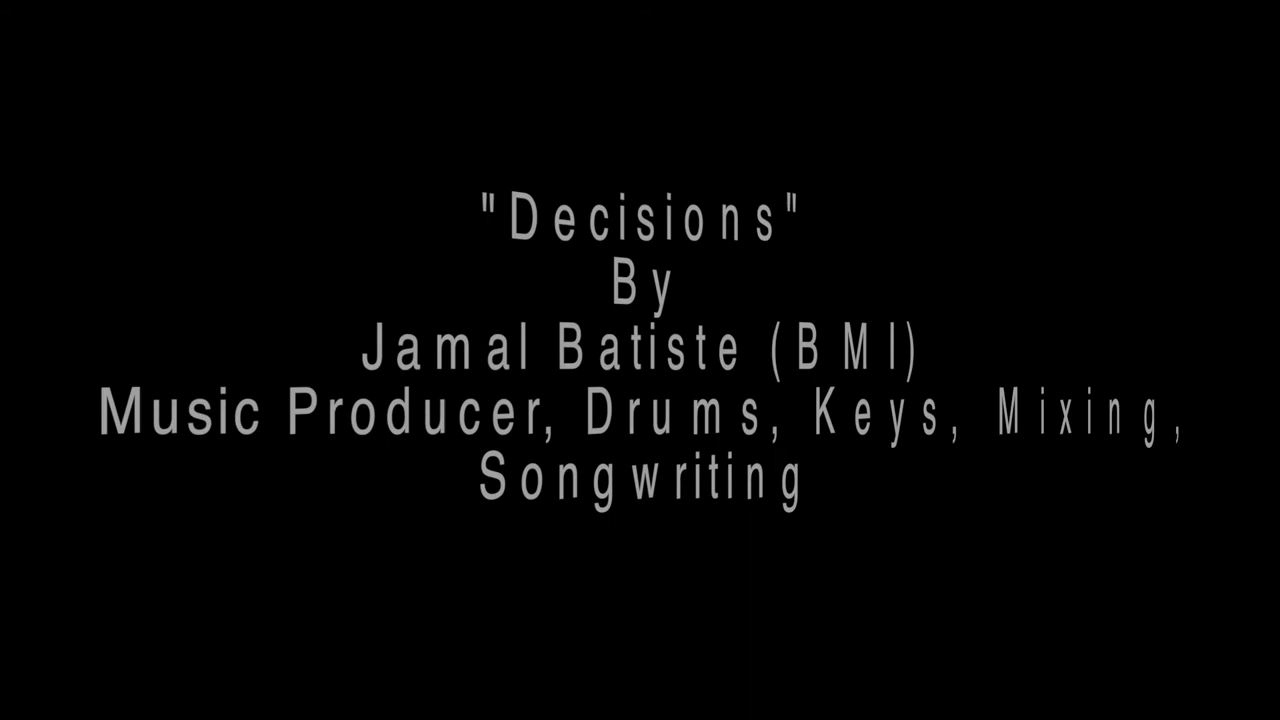 "Decisions"
By
Jamal Batiste (BMI)
Music Producer, Drums, Keys, Mixing,
Songwriting